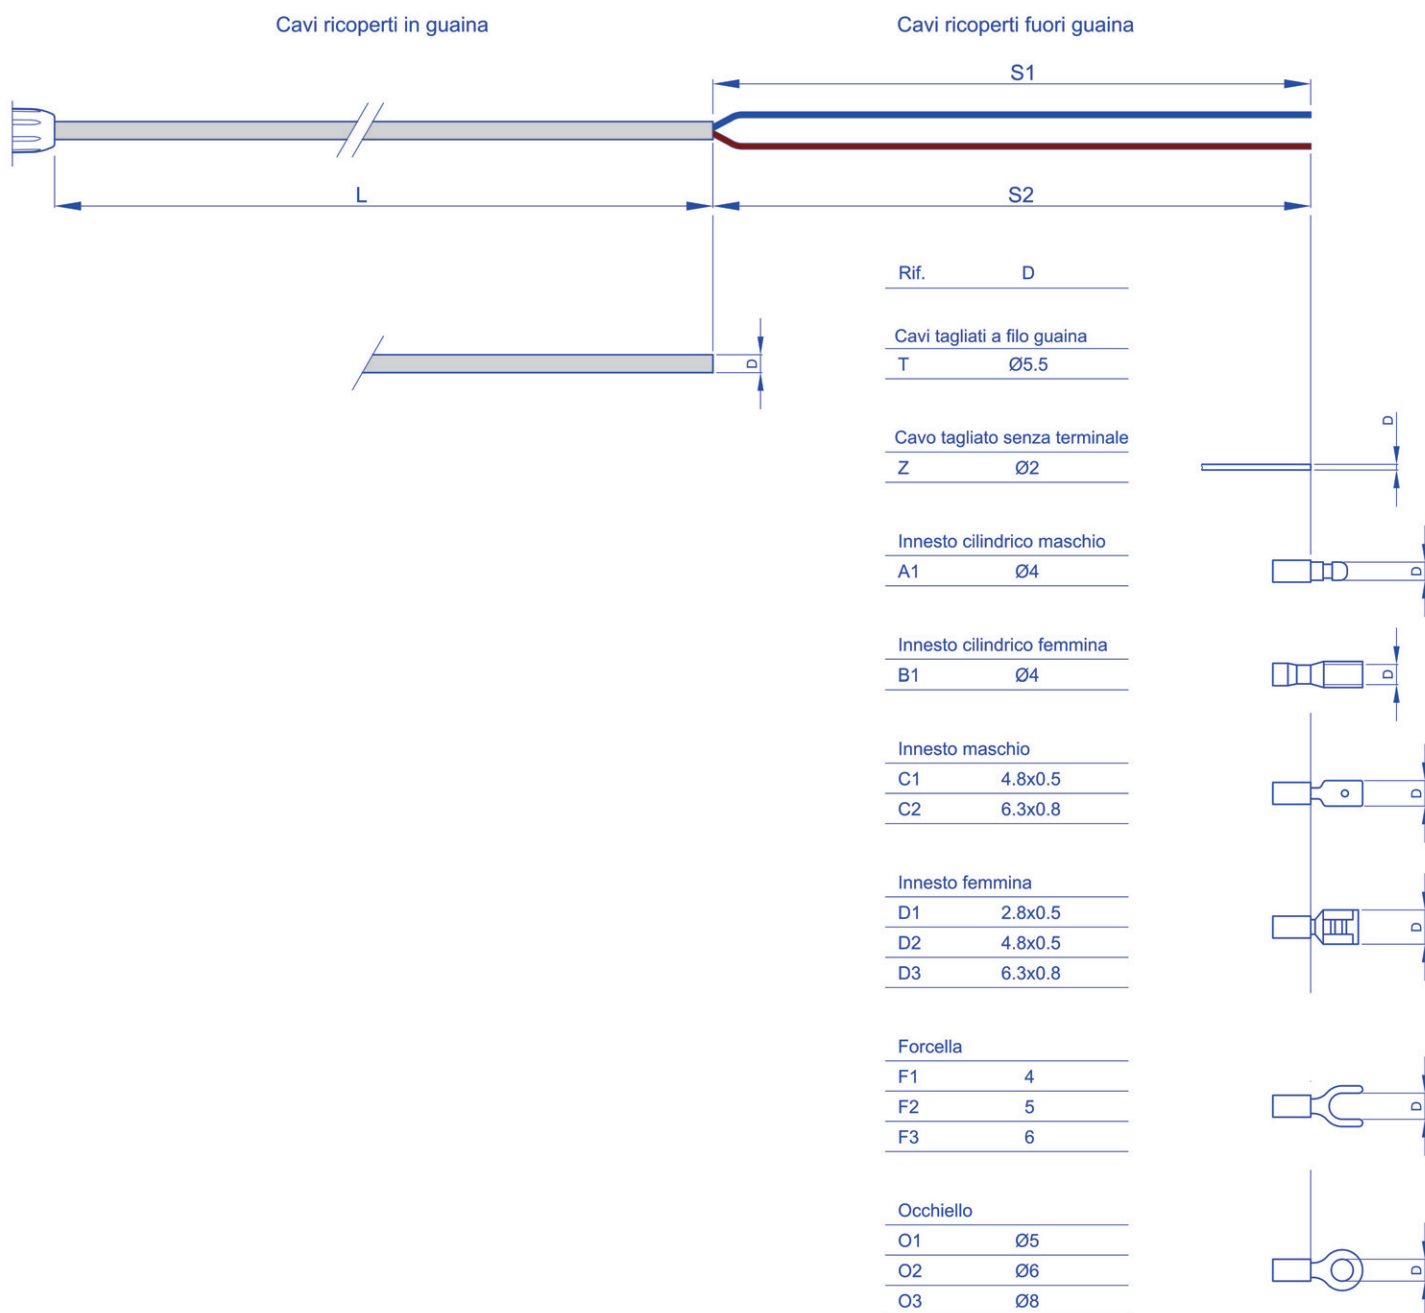 Cavi ricoperti in guaina
Cavi ricoperti fuori guaina
S1
L
S2
Rif. D
Cavi tagliati a filo guaina
T Ø5.5
D
Cavo tagliato senza terminale
Z Ø2
D
Innesto cilindrico maschio
A1 Ø4
D
Innesto cilindrico femmina
B1 Ø4
D
Innesto maschio
C1 4.8x0.5
C2 6.3x0.8
D
Innesto femmina
D1 2.8x0.5
D2 4.8x0.5
D3 6.3x0.8
D
Forcella
F1 4
F2 5
F3 6
D
Occhiello
O1 Ø5
O2 Ø6
O3 Ø8
D